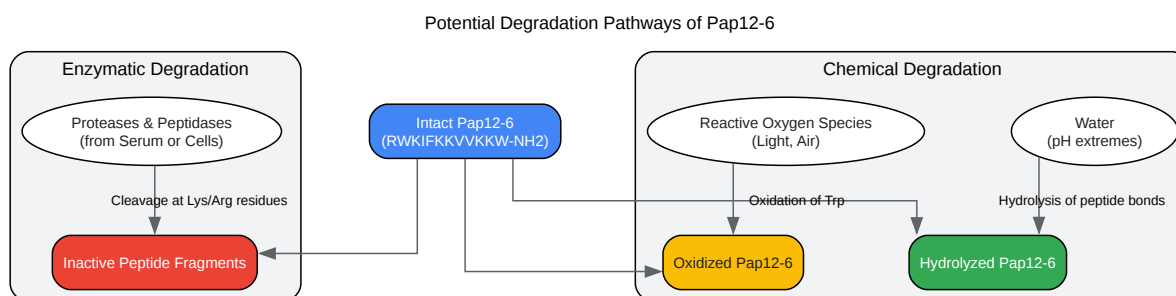 Potential Degradation Pathways of Pap12-6
Enzymatic Degradation
Chemical Degradation
Proteases & Peptidases
(from Serum or Cells)
Intact Pap12-6
(RWKIFKKVVKKW-NH2)
Reactive Oxygen Species
(Light, Air)
Water
(pH extremes)
Cleavage at Lys/Arg residues
Oxidation of Trp
Hydrolysis of peptide bonds
Inactive Peptide Fragments
Oxidized Pap12-6
Hydrolyzed Pap12-6